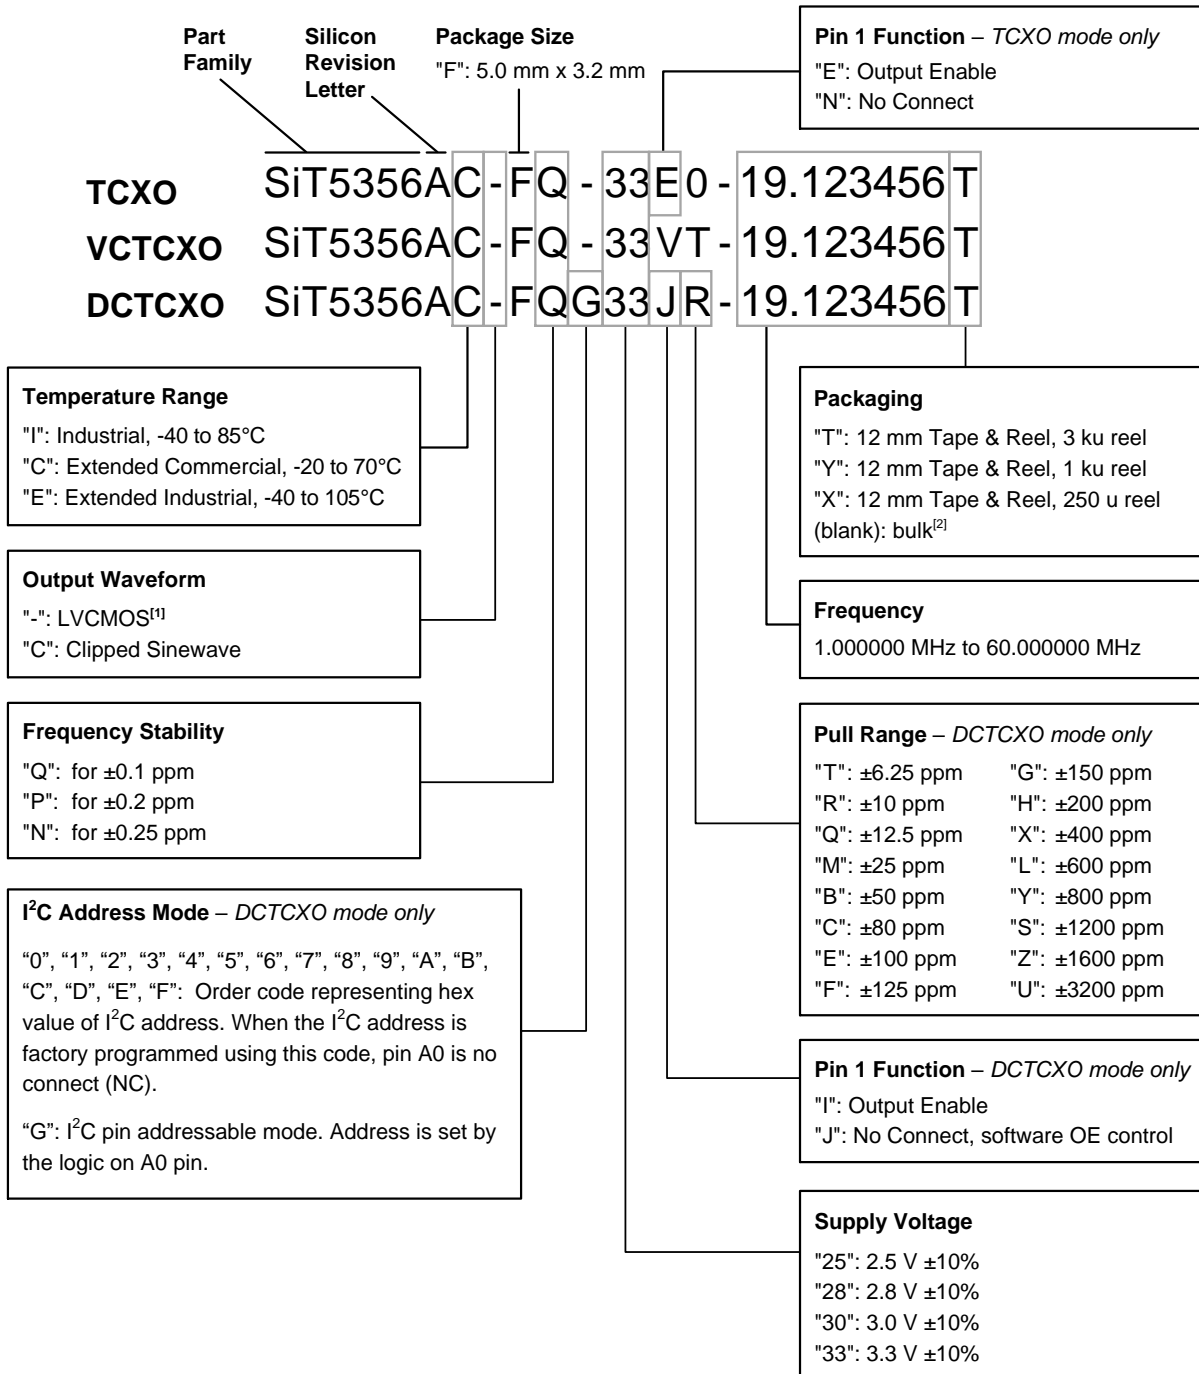 Part
Family
Silicon
Revision
Letter
Package Size
"F": 5.0 mm x 3.2 mm
Pin 1 Function – TCXO mode only
"E": Output Enable
"N": No Connect
TCXO SiT5356AC-FQ-33E0-19.123456T
VCTCXO SiT5356AC-FQ-33VT-19.123456T
DCTCXO SiT5356AC-FQG33JR-19.123456T
Temperature Range
"I": Industrial, -40 to 85°C
"C": Extended Commercial, -20 to 70°C
"E": Extended Industrial, -40 to 105°C
Output Waveform
"-": LVCMOS[1]
"C": Clipped Sinewave
Frequency Stability
"Q": for ±0.1 ppm
"P": for ±0.2 ppm
"N": for ±0.25 ppm
I2C Address Mode – DCTCXO mode only
“0”, “1”, “2”, “3”, “4”, “5”, “6”, “7”, “8”, “9”, “A”, “B”,
“C”, “D”, “E”, “F”: Order code representing hex
value of I2C address. When the I2C address is
factory programmed using this code, pin A0 is no
connect (NC).
“G”: I2C pin addressable mode. Address is set by
the logic on A0 pin.
Packaging
"T": 12 mm Tape & Reel, 3 ku reel
"Y": 12 mm Tape & Reel, 1 ku reel
"X": 12 mm Tape & Reel, 250 u reel
(blank): bulk[2]
Frequency
1.000000 MHz to 60.000000 MHz
Pull Range – DCTCXO mode only
"T": ±6.25 ppm "G": ±150 ppm
"R": ±10 ppm "H": ±200 ppm
"Q": ±12.5 ppm "X": ±400 ppm
"M": ±25 ppm "L": ±600 ppm
"B": ±50 ppm "Y": ±800 ppm
"C": ±80 ppm "S": ±1200 ppm
"E": ±100 ppm "Z": ±1600 ppm
"F": ±125 ppm "U": ±3200 ppm
Pin 1 Function – DCTCXO mode only
"I": Output Enable
"J": No Connect, software OE control
Supply Voltage
"25": 2.5 V ±10%
"28": 2.8 V ±10%
"30": 3.0 V ±10%
"33": 3.3 V ±10%